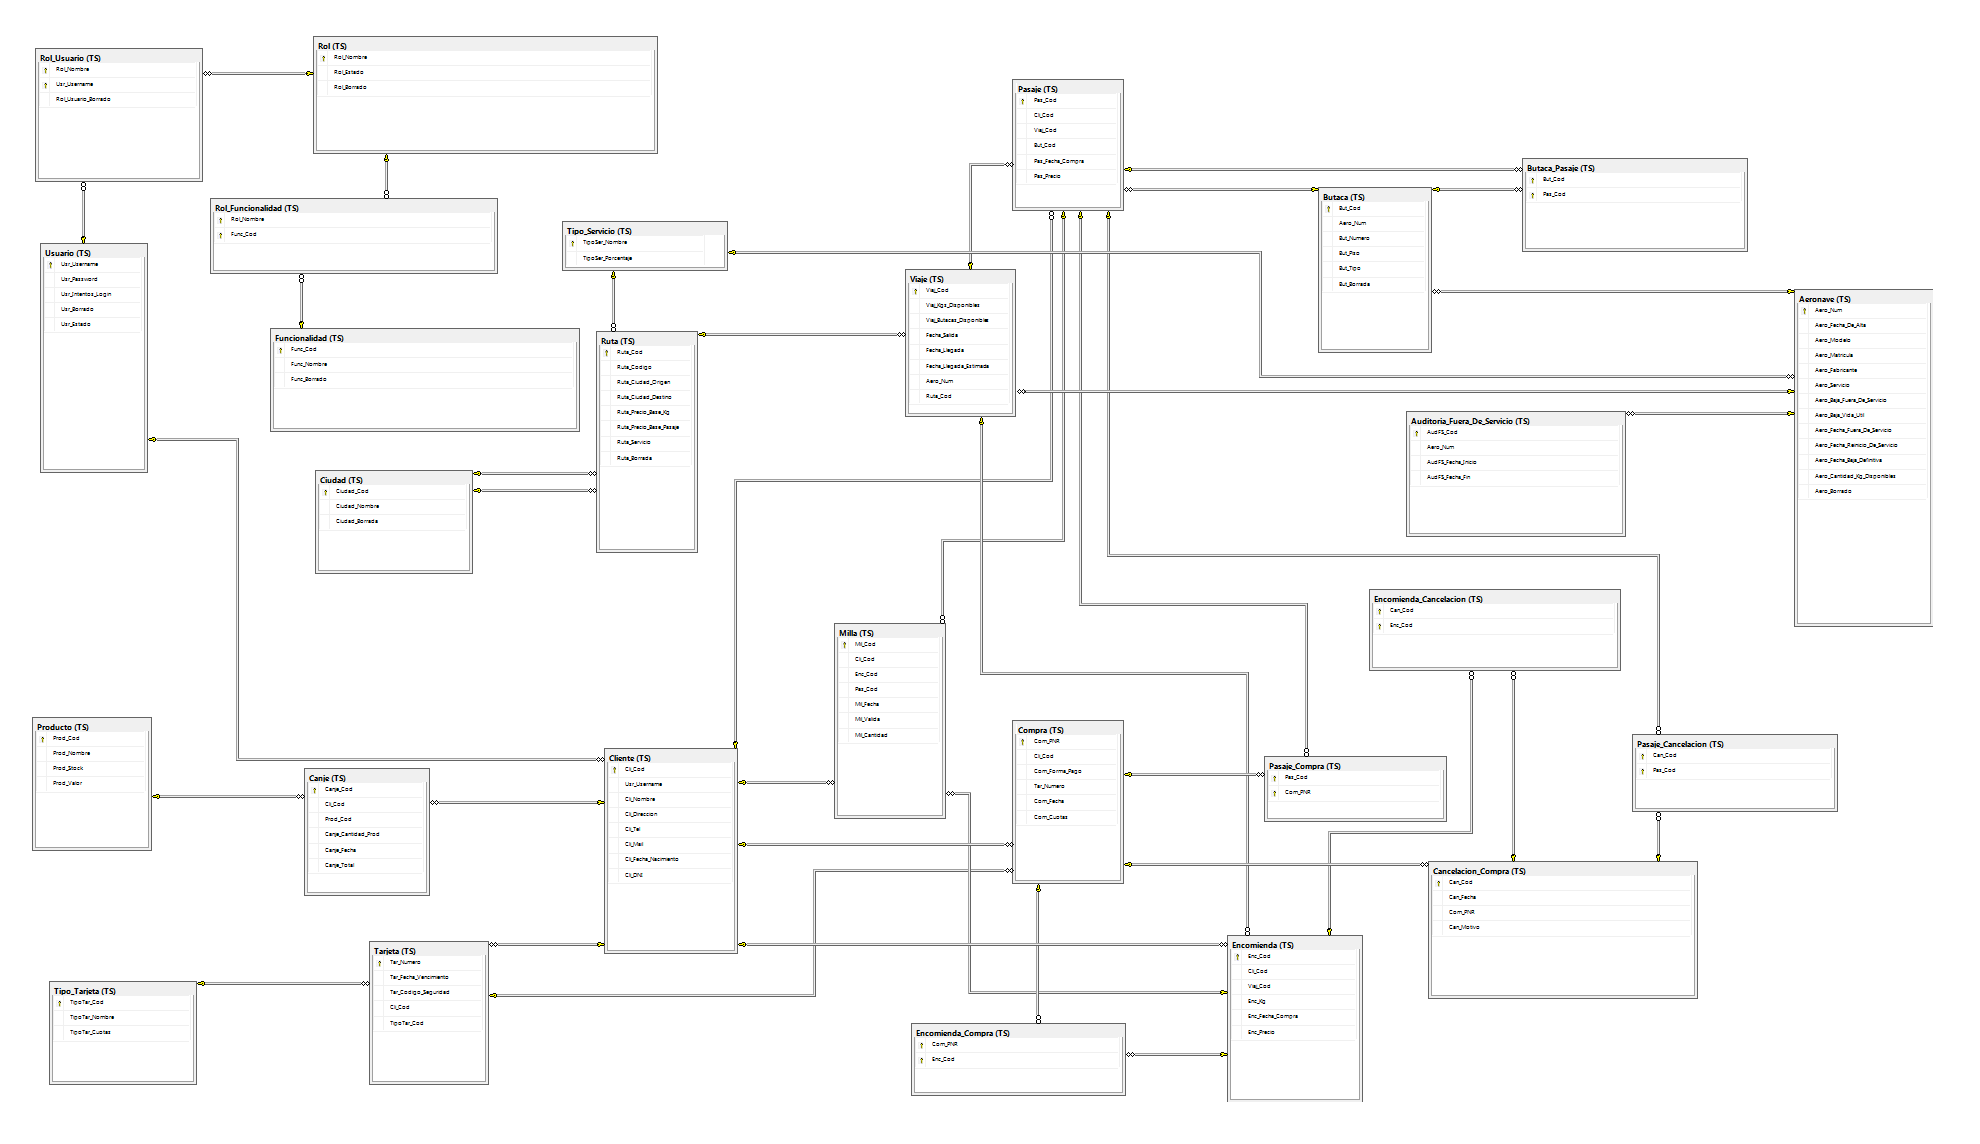 Rol_Usuario (TS)
Rol_Nombre
Usr_Username
Rol_Usuario_Borrado
Rol (TS)
Rol_Nombre
Rol_Estado
Rol_Borrado
Pasaje (TS)
Pas_Cod
Cli_Cod
Viaj_Cod
But_Cod
Pas_Fecha_Compra
Pas_Precio
Butaca_Pasaje (TS)
But_Cod
Pas_Cod
Butaca (TS)
But_Cod
Aero_Num
But_Numero
But_Piso
But_Tipo
But_Borrada
Rol_Funcionalidad (TS)
Rol_Nombre
Func_Cod
Tipo_Servicio (TS)
TipoSer_Nombre
TipoSer_Porcentaje
Usuario (TS)
Usr_Username
Usr_Password
Usr_Intentos_Login
Usr_Borrado
Usr_Estado
Viaje (TS)
Viaj_Cod
Viaj_Kgs_Disponibles
Viaj_Butacas_Disponibles
Fecha_Salida
Fecha_Llegada
Fecha_Llegada_Estimada
Aero_Num
Ruta_Cod
Aeronave (TS)
Aero_Num
Aero_Fecha_De_Alta
Aero_Modelo
Aero_Matricula
Aero_Fabricante
Aero_Servicio
Aero_Baja_Fuera_De_Servicio
Aero_Baja_Vida_Util
Aero_Fecha_Fuera_De_Servicio
Aero_Fecha_Reinicio_De_Servicio
Aero_Fecha_Baja_Definitiva
Aero_Cantidad_Kg_Disponibles
Aero_Borrado
Funcionalidad (TS)
Func_Cod
Func_Nombre
Func_Borrado
Ruta (TS)
Ruta_Cod
Ruta_Codigo
Ruta_Ciudad_Origen
Ruta_Ciudad_Destino
Ruta_Precio_Base_Kg
Ruta_Precio_Base_Pasaje
Ruta_Servicio
Ruta_Borrada
Auditoria_Fuera_De_Servicio (TS)
AudFS_Cod
Aero_Num
AudFS_Fecha_Inicio
AudFS_Fecha_Fin
Ciudad (TS)
Ciudad_Cod
Ciudad_Nombre
Ciudad_Borrada
Encomienda_Cancelacion (TS)
Can_Cod
Enc_Cod
Milla (TS)
Mil_Cod
Cli_Cod
Enc_Cod
Pas_Cod
Mil_Fecha
Mil_Valida
Mil_Cantidad
Producto (TS)
Prod_Cod
Prod_Nombre
Prod_Stock
Prod_Valor
Compra (TS)
Com_PNR
Cli_Cod
Com_Forma_Pago
Tar_Numero
Com_Fecha
Com_Cuotas
Pasaje_Cancelacion (TS)
Can_Cod
Pas_Cod
Cliente (TS)
Cli_Cod
Usr_Username
Cli_Nombre
Cli_Direccion
Cli_Tel
Cli_Mail
Cli_Fecha_Nacimiento
Cli_DNI
Pasaje_Compra (TS)
Pas_Cod
Com_PNR
Canje (TS)
Canje_Cod
Cli_Cod
Prod_Cod
Canje_Cantidad_Prod
Canje_Fecha
Canje_Total
Cancelacion_Compra (TS)
Can_Cod
Can_Fecha
Com_PNR
Can_Motivo
Encomienda (TS)
Enc_Cod
Cli_Cod
Viaj_Cod
Enc_Kg
Enc_Fecha_Compra
Enc_Precio
Tarjeta (TS)
Tar_Numero
Tar_Fecha_Vencimiento
Tar_Codigo_Seguridad
Cli_Cod
TipoTar_Cod
Tipo_Tarjeta (TS)
TipoTar_Cod
TipoTar_Nombre
TipoTar_Cuotas
Encomienda_Compra (TS)
Com_PNR
Enc_Cod